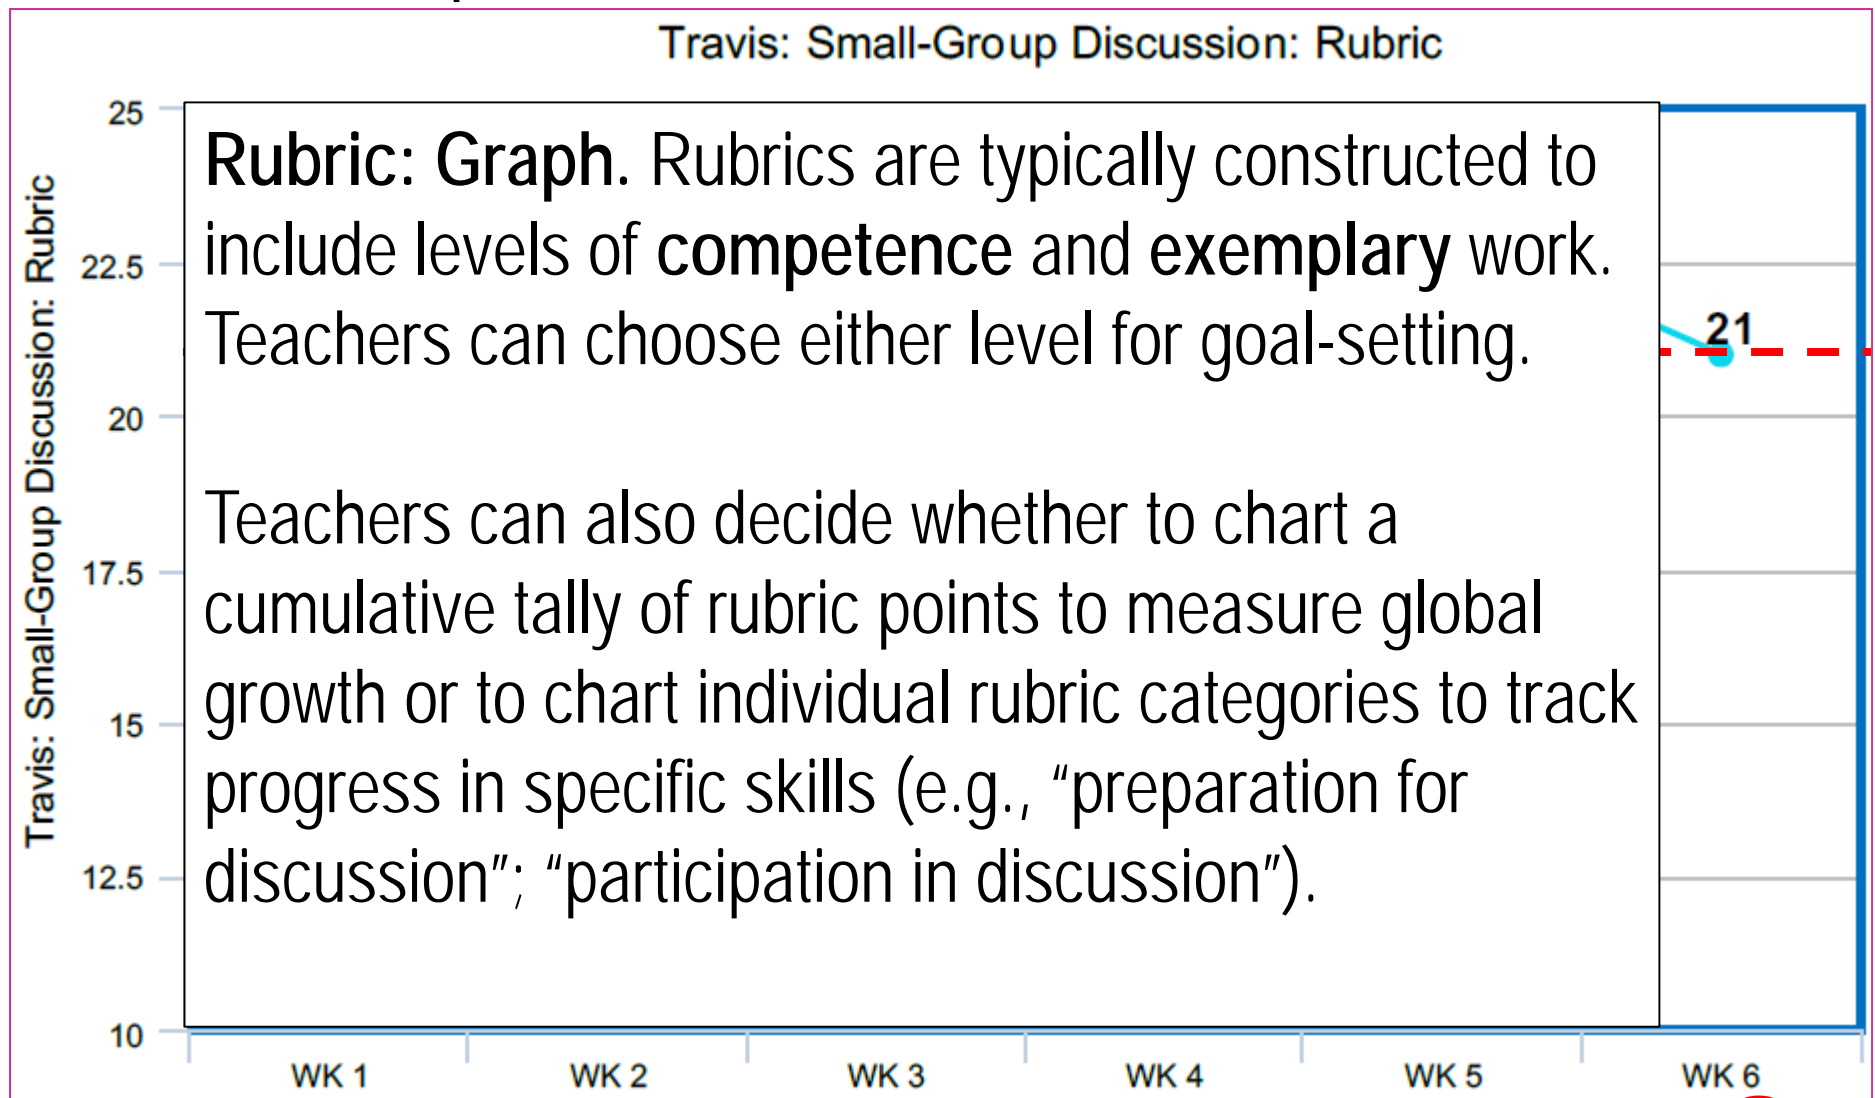 Travis: Small-Group Discussion: Rubric
Travis: Small-Group Discussion: Rubric
25
22.5
20
17.5
15
12.5
10
Rubric: Graph. Rubrics are typically constructed to
include levels of competence and exemplary work.
Teachers can choose either level for goal-setting.
Teachers can also decide whether to chart a
cumulative tally of rubric points to measure global
growth or to chart individual rubric categories to track
progress in specific skills (e.g., “preparation for
discussion”; “participation in discussion”).
21
WK 1
WK 2
WK 3
WK 4
WK 5
WK 6